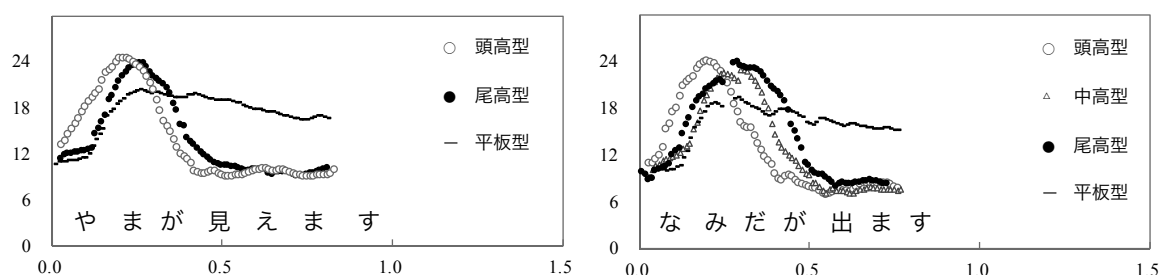 24
18
12
6
0
0.0 0.5 1.0 1.5
○ 頭高型
● 尾高型
― 平板型
やまが見えます
24
18
12
6
0
0.0 0.5 1.0 1.5
○ 頭高型
△ 中高型
● 尾高型
― 平板型
なみだが出ます